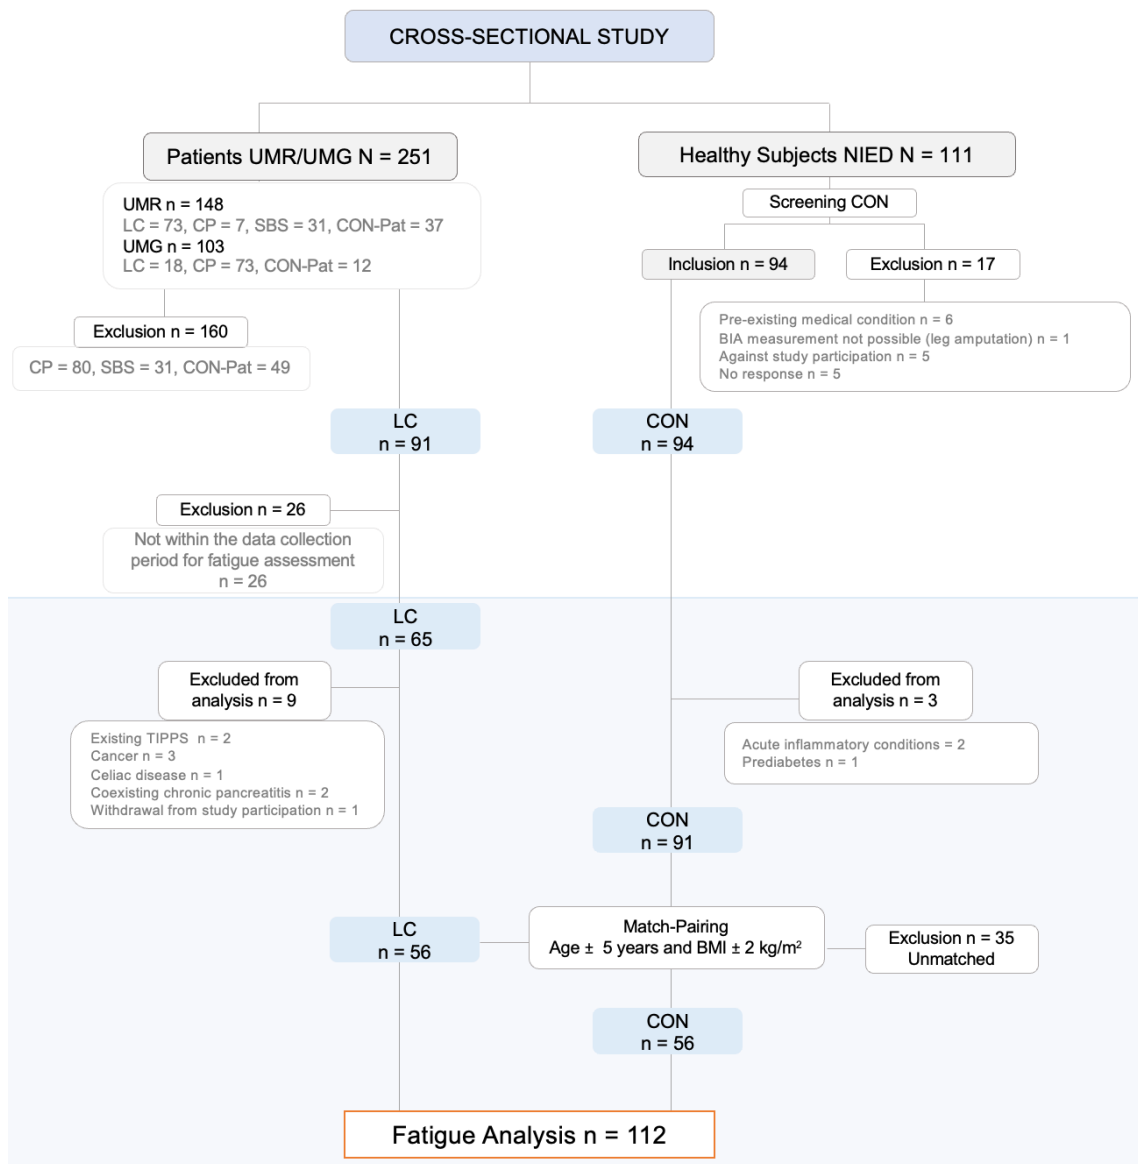 CROSS-SECTIONAL STUDY
Patients UMR/UMG N = 251
UMR n = 148
LC = 73, CP = 7, SBS = 31, CON-Pat = 37
UMG n = 103
LC = 18, CP = 73, CON-Pat = 12
Exclusion n = 160
CP = 80, SBS = 31, CON-Pat = 49
Healthy Subjects NIED N = 111
Screening CON
Inclusion n = 94
Exclusion n = 17
Pre-existing medical condition n = 6
BIA measurement not possible (leg amputation) n = 1
Against study participation n = 5
No response n = 5
LC
n = 91
CON
n = 94
Exclusion n = 26
Not within the data collection
period for fatigue assessment
n = 26
LC
n = 65
Excluded from
analysis n = 9
Existing TIPPS n = 2
Cancer n = 3
Celiac disease n = 1
Coexisting chronic pancreatitis n = 2
Withdrawal from study participation n = 1
Excluded from
analysis n = 3
Acute inflammatory conditions = 2
Prediabetes n = 1
CON
n = 91
LC
n = 56
Match-Pairing
Age ± 5 years and BMI ± 2 kg/m²
Exclusion n = 35
Unmatched
CON
n = 56
Fatigue Analysis n = 112